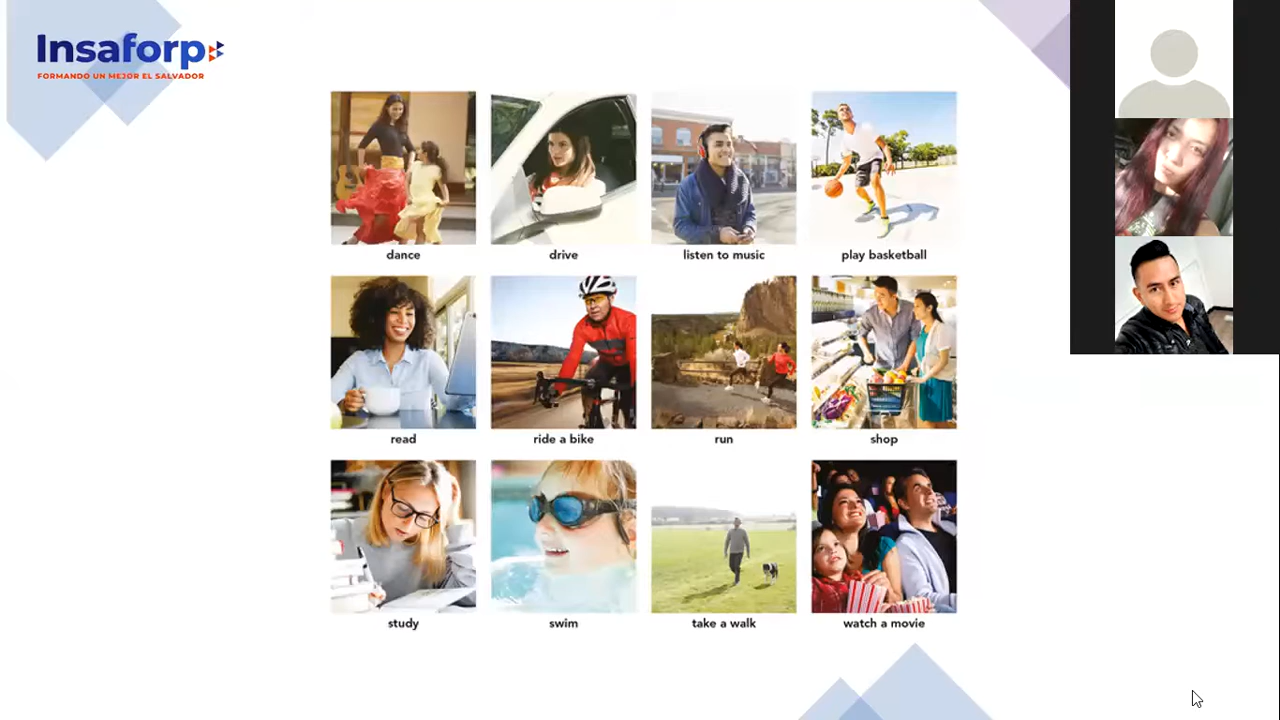 Insaforp
FORMANDO UN MEJOR EL SALVADOR
dance
drive
listen to music
play basketball
read
ride a bike
run
shop
study
swim
take a walk
watch a movie